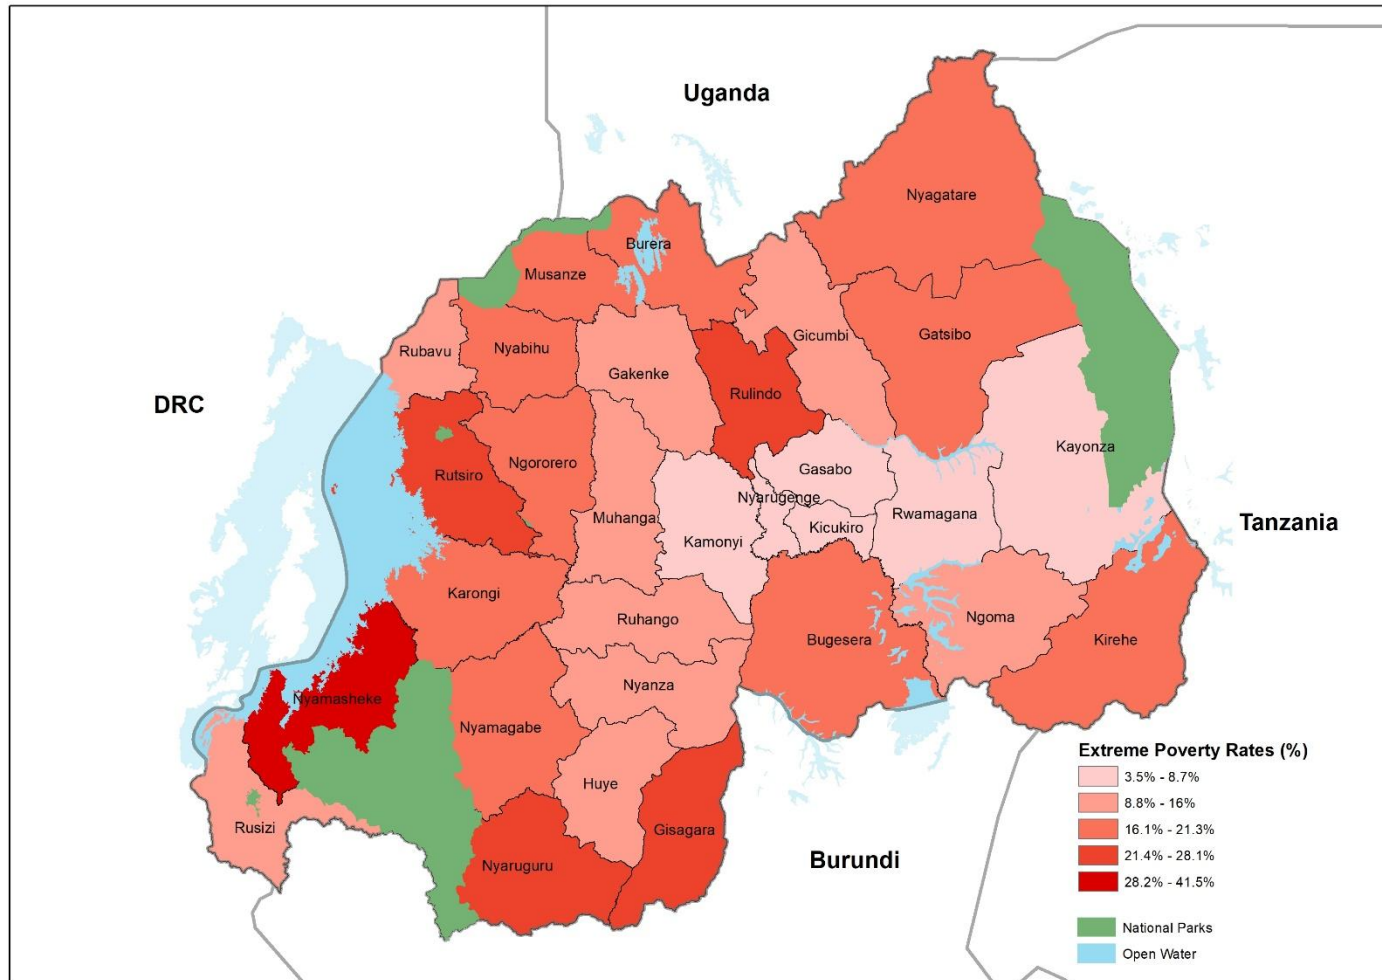 Uganda
Nyagatare
Burera
Musanze
Gicumbi
Gatsibo
Rubavu
Nyabihu
Gakenke
Rulindo
DRC
Kayonza
Ngororero
Gasabo
Rutsiro
Nyarugenge
Muhanga
Rwamagana
Kicukiro
Tanzania
Kamonyi
Karongi
Ruhango
Ngoma
Bugesera
Kirehe
Nyanza
Nyamasheke
Nyamagabe
Huye
Rusizi
Gisagara
Nyaruguru
Burundi
Extreme Poverty Rates (%)
3.5% - 8.7%
8.8% - 16%
16.1% - 21.3%
21.4% - 28.1%
28.2% - 41.5%
National Parks
Open Water